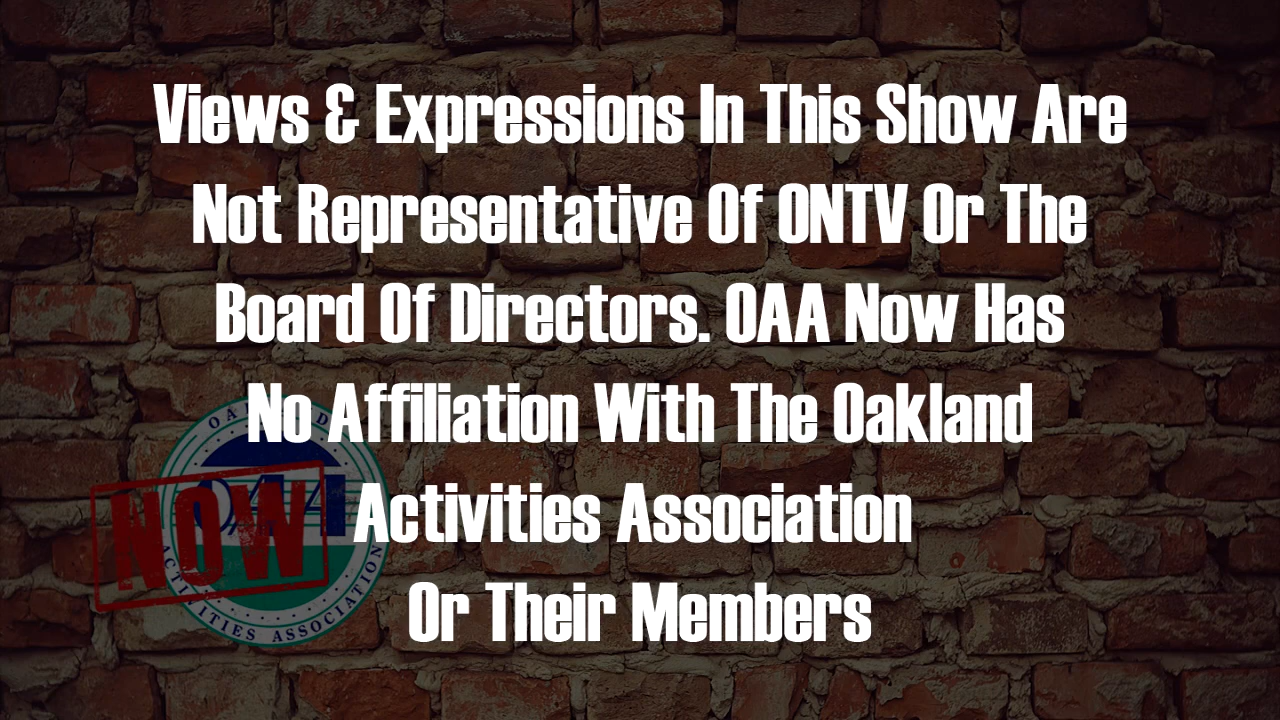 Views & Expressions In This Show Are
Not Representative Of ONTV Or The
Board Of Directors. OAA Now Has
No Affiliation With The Oakland
Activities Association
Or Their Members
OAA
NOW
ACTIVITIES ASSOCIATION